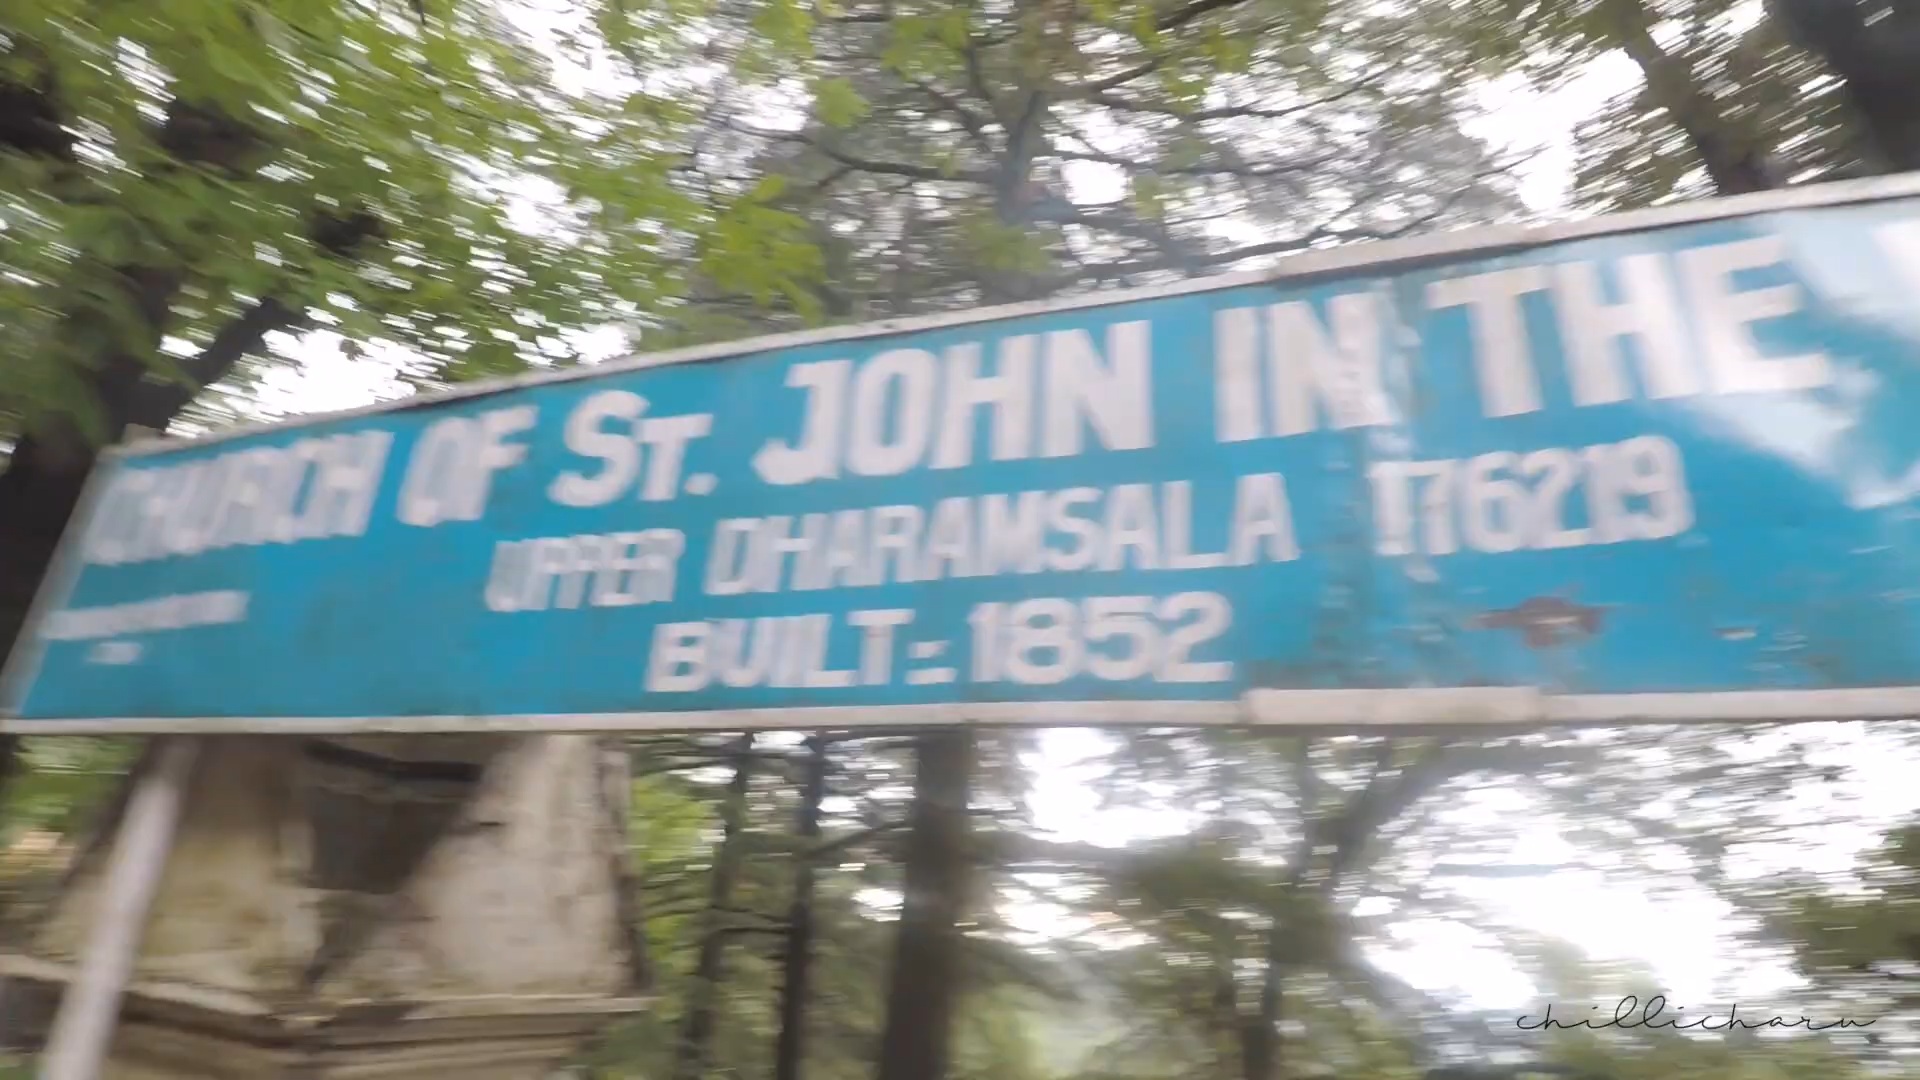 CHURCH OF ST. JOHN IN THE
UPPER DHARAMSALA 176219
BUILT:- 1852
chillicharu